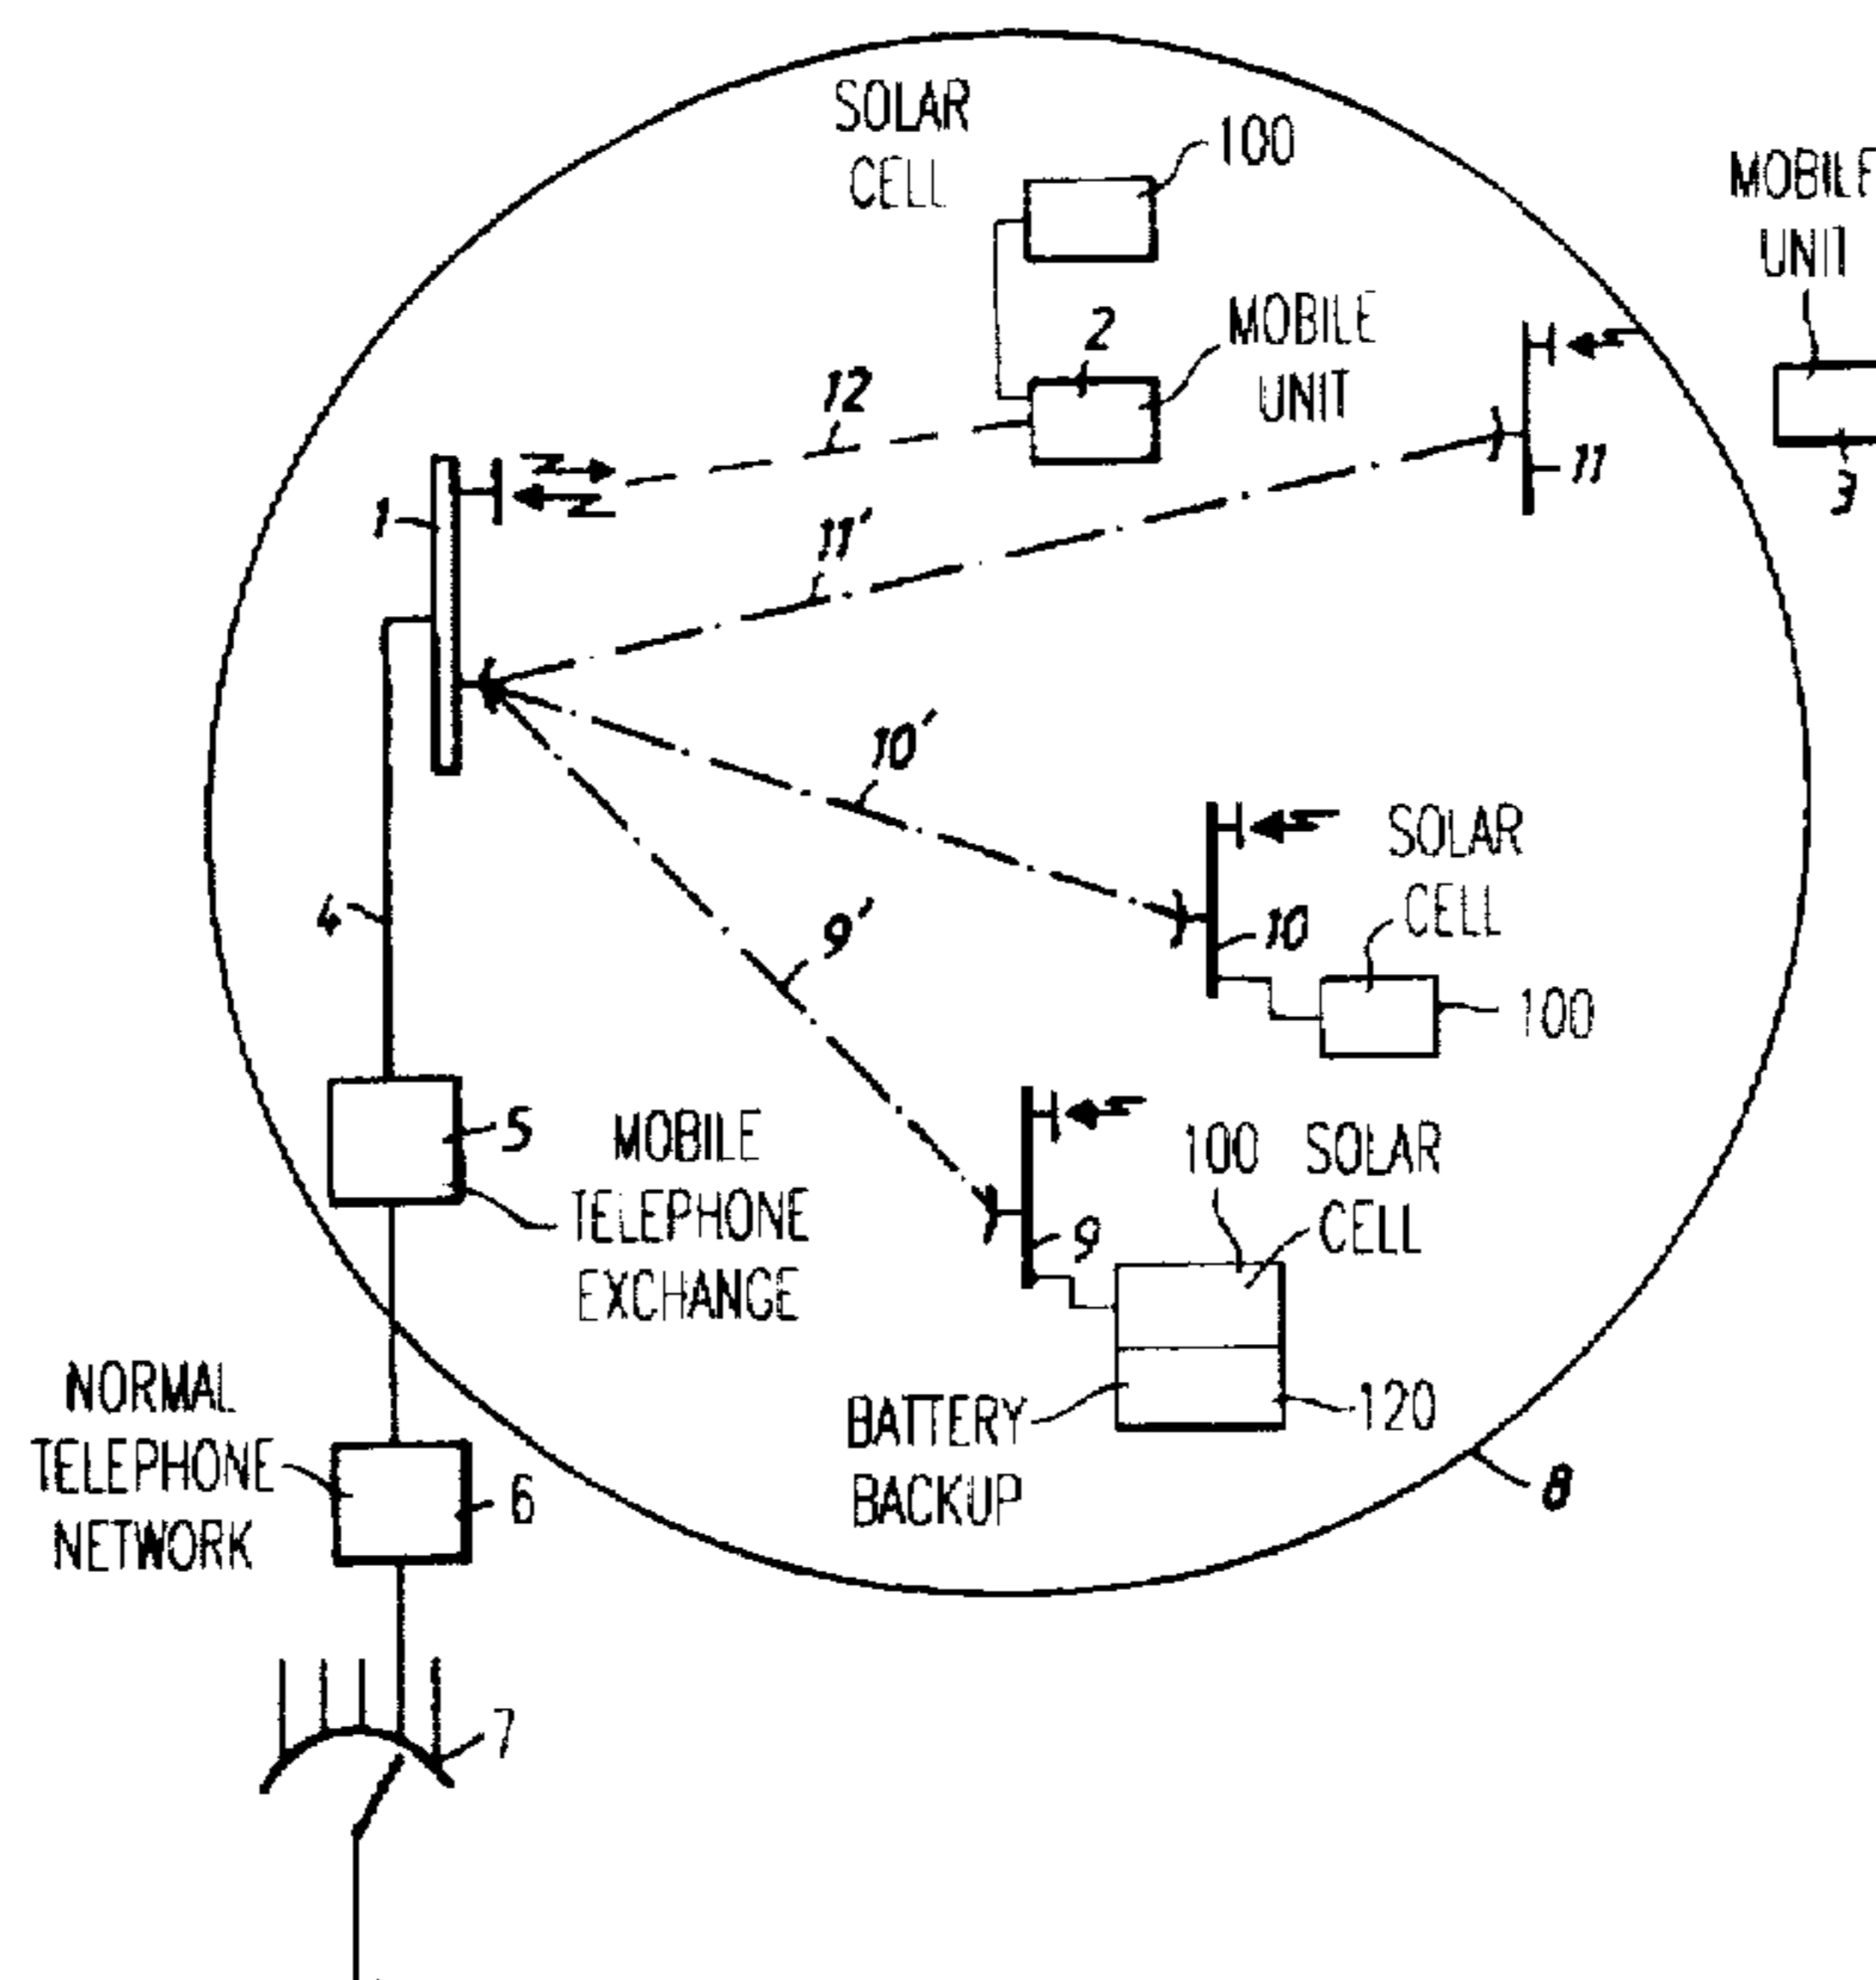 SOLAR
CELL
100
MOBILE
UNIT
2
MOBILE
UNIT
12
1
11
3
11'
10'
SOLAR
CELL
4
9'
10
100
5
MOBILE
TELEPHONE
EXCHANGE
100 SOLAR
CELL
9
NORMAL
TELEPHONE
NETWORK
6
BATTERY
BACKUP
120
8
7